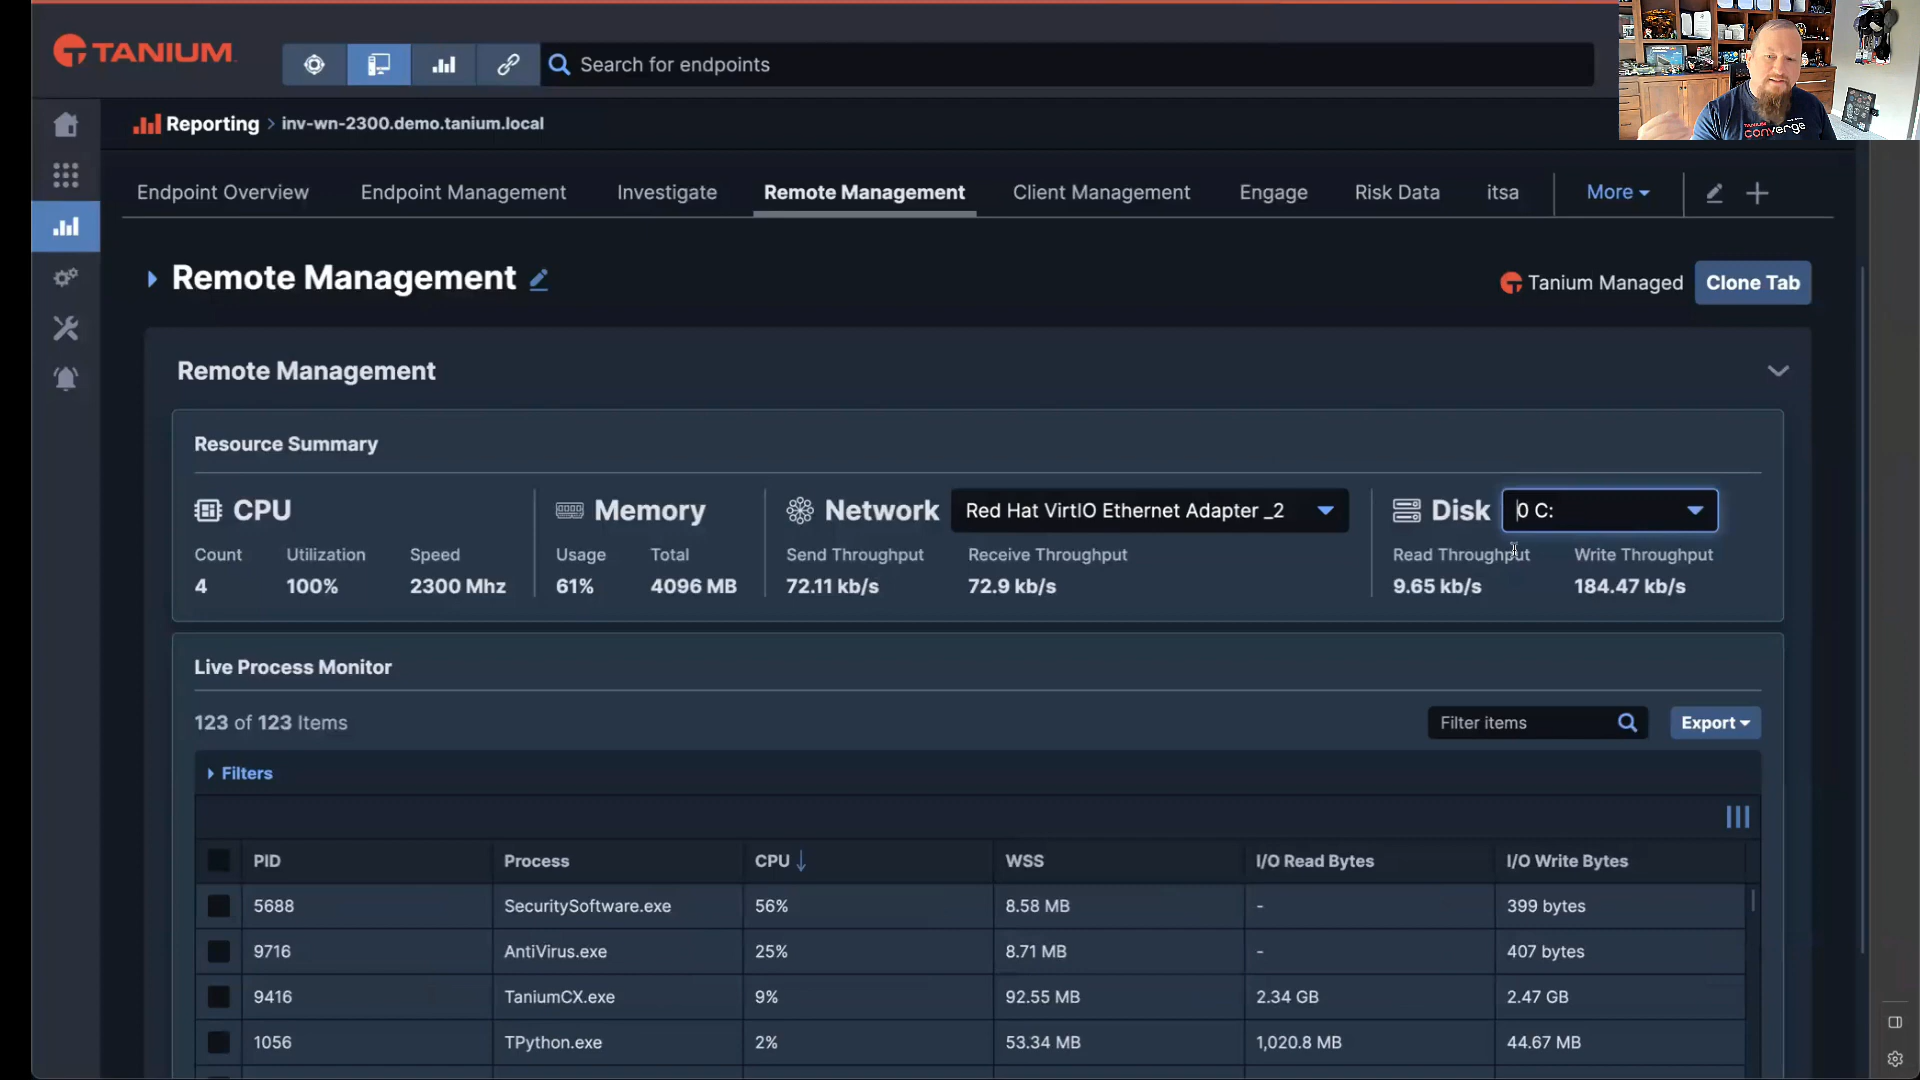 TANIUM
Search for endpoints
Reporting > inv-wn-2300.demo.tanium.local
TANIUM
converge
Endpoint Overview Endpoint Management Investigate Remote Management Client Management Engage Risk Data itsa More
Remote Management
Tanium Managed Clone Tab
Remote Management
Resource Summary
CPU Memory Network Red Hat VirtIO Ethernet Adapter _2 Disk 0 C:
Count Utilization Speed Usage Total Send Throughput Receive Throughput Read Throughput Write Throughput
4 100% 2300 Mhz 61% 4096 MB 72.11 kb/s 72.9 kb/s 9.65 kb/s 184.47 kb/s
Live Process Monitor
123 of 123 Items Filter items Export
Filters
PID Process CPU WSS I/O Read Bytes I/O Write Bytes
5688 SecuritySoftware.exe 56% 8.58 MB - 399 bytes
9716 AntiVirus.exe 25% 8.71 MB - 407 bytes
9416 TaniumCX.exe 9% 92.55 MB 2.34 GB 2.47 GB
1056 TPython.exe 2% 53.34 MB 1,020.8 MB 44.67 MB